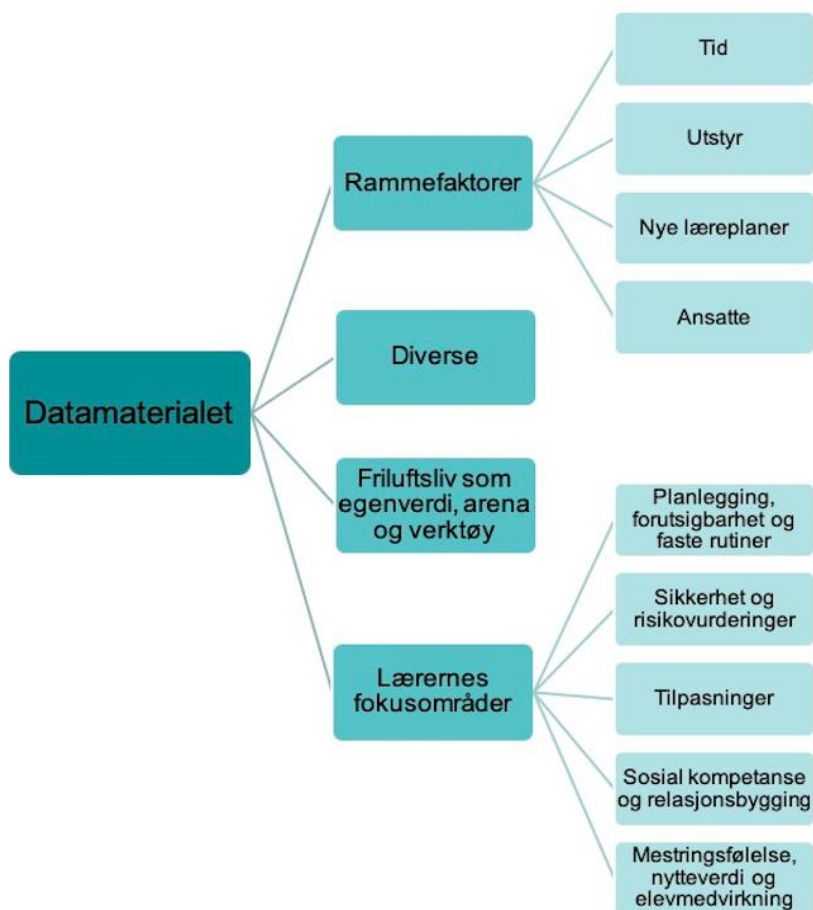 Datamaterialet
Rammefaktorer
Tid
Utstyr
Nye læreplaner
Ansatte
Diverse
Friluftsliv som
egenverdi, arena
og verktøy
Lærernes
fokusområder
Planlegging,
forutsigbarhet og
faste rutiner
Sikkerhet og
risikovurderinger
Tilpasninger
Sosial kompetanse
og relasjonsbygging
Mestringsfølelse,
nytteverdi og
elevmedvirkning